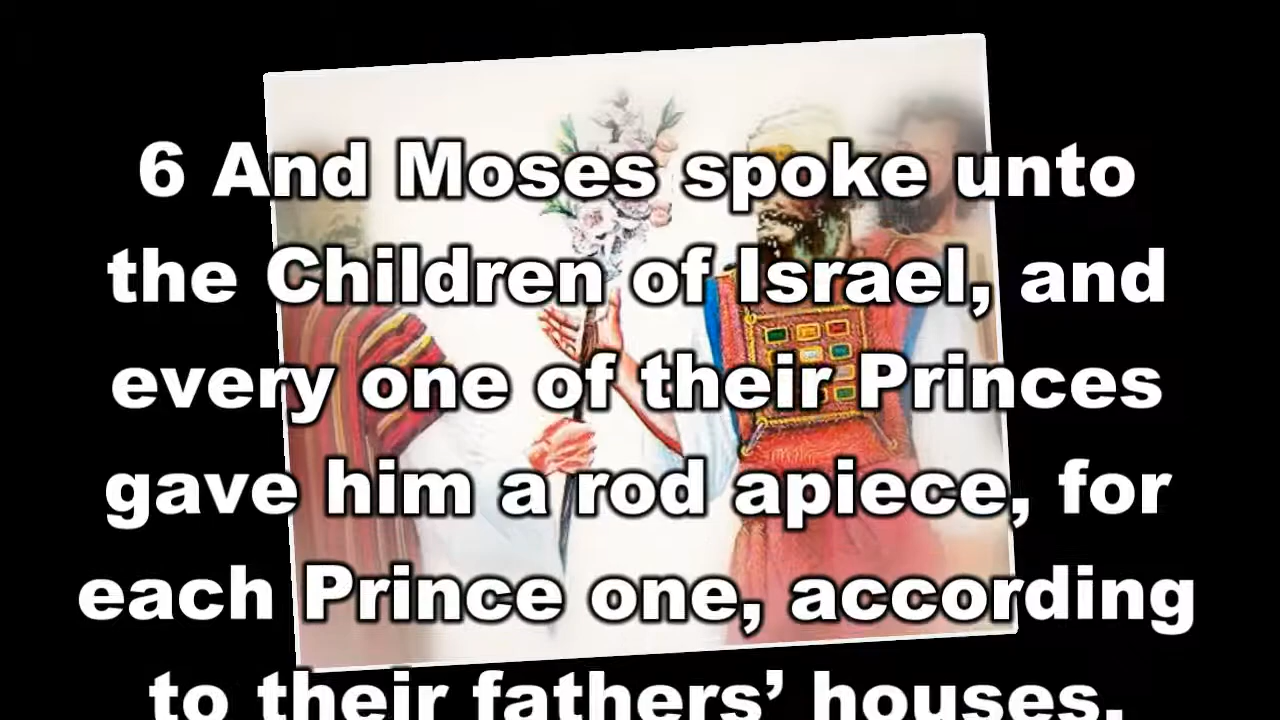 6 And Moses spoke unto
the Children of Israel, and
every one of their Princes
gave him a rod apiece, for
each Prince one, according
to their fathers’ houses,